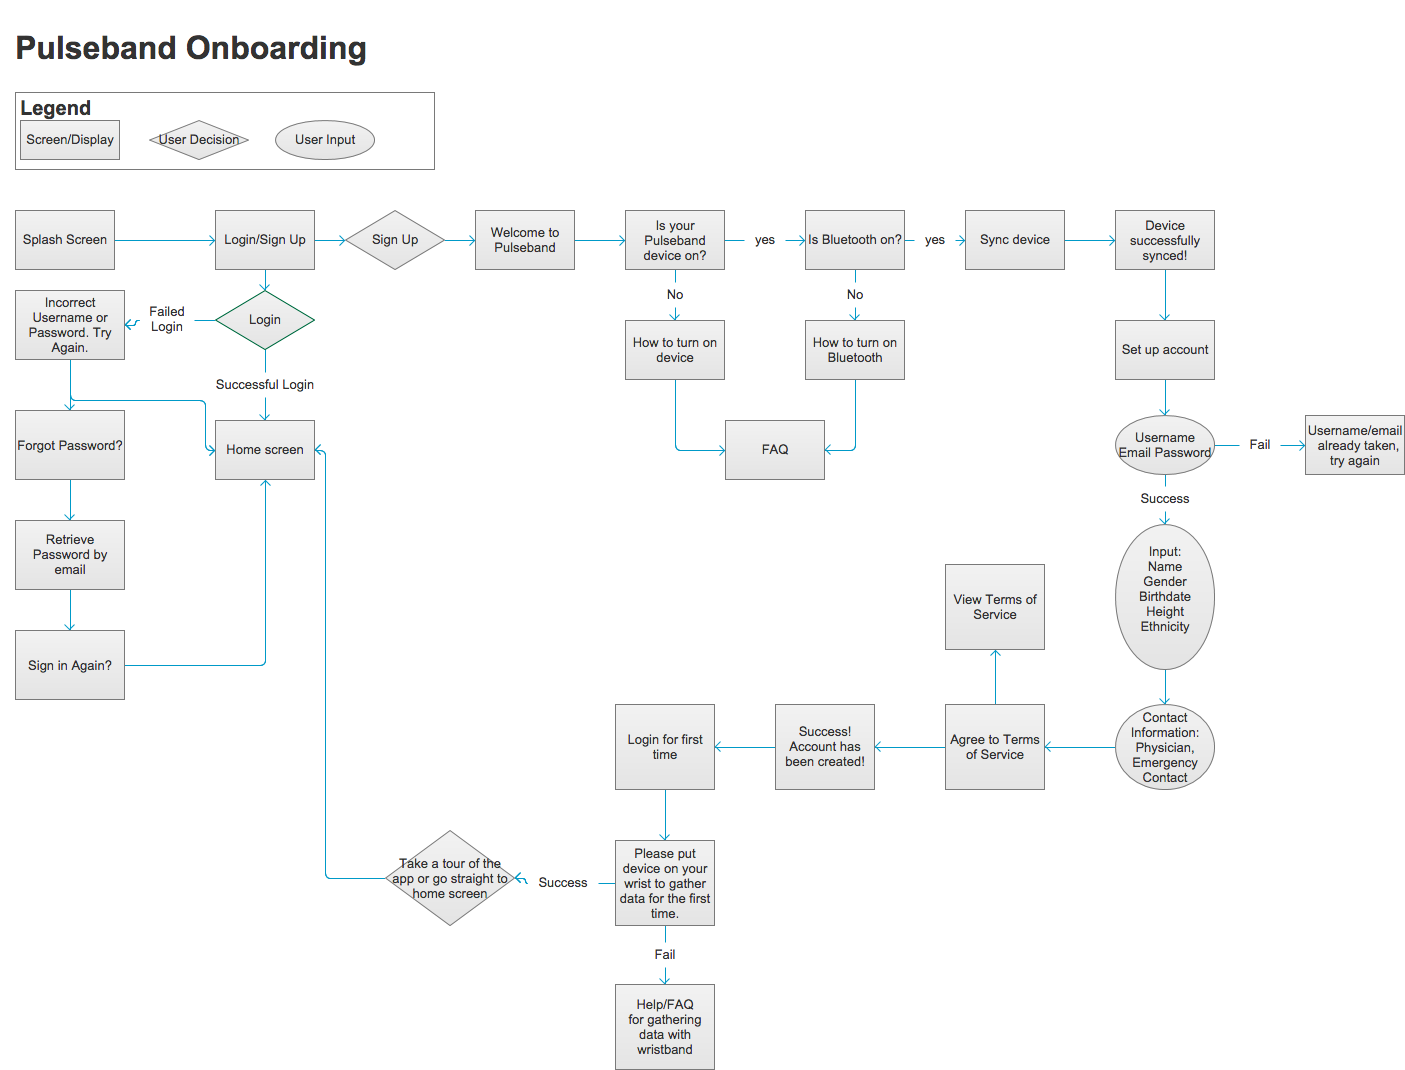 Pulseband Onboarding
Legend
Screen/Display
User Decision
User Input
Splash Screen
Login/Sign Up
Sign Up
Welcome to
Pulseband
Is your
Pulseband
device on?
yes
Is Bluetooth on?
yes
Sync device
Device
successfully
synced!
Incorrect
Username or
Password. Try
Again.
Failed
Login
Login
No
No
How to turn on
device
How to turn on
Bluetooth
Set up account
Successful Login
Forgot Password?
Home screen
FAQ
Username
Email Password
Fail
Username/email
already taken,
try again
Success
Retrieve
Password by
email
Input:
Name
Gender
Birthdate
Height
Ethnicity
View Terms of
Service
Sign in Again?
Login for first
time
Success!
Account has
been created!
Agree to Terms
of Service
Contact
Information:
Physician,
Emergency
Contact
Take a tour of the
app or go straight to
home screen
Success
Please put
device on your
wrist to gather
data for the first
time.
Fail
Help/FAQ
for gathering
data with
wristband